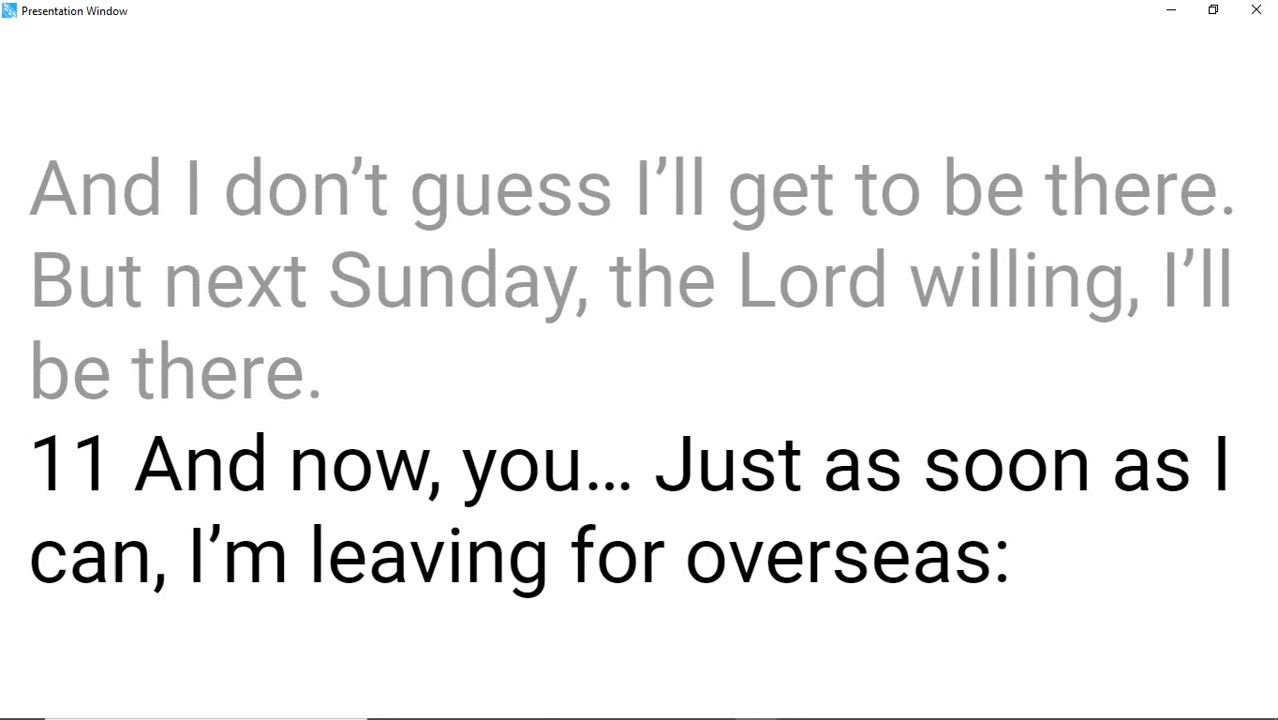 Presentation Window
And I don’t guess I’ll get to be there.
But next Sunday, the Lord willing, I’ll
be there.
11 And now, you… Just as soon as I
can, I’m leaving for overseas: